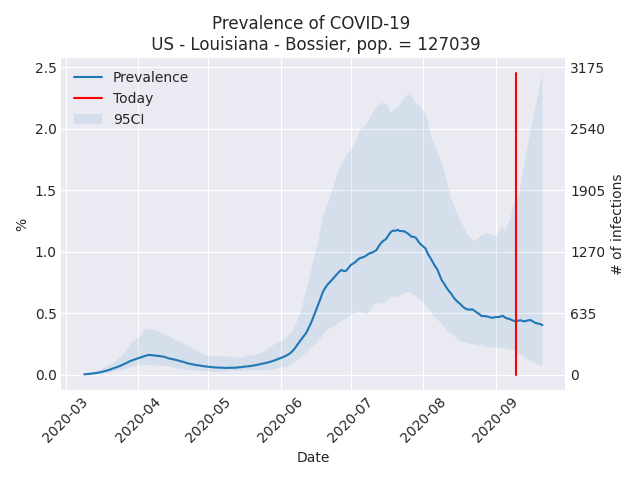 Prevalence of COVID-19
US - Louisiana - Bossier, pop. = 127039
Prevalence
Today
95CI
%
2.5
2.0
1.5
1.0
0.5
0.0
3175
2540
1905
1270
635
0
# of infections
2020-03
2020-04
2020-05
2020-06
2020-07
2020-08
2020-09
Date